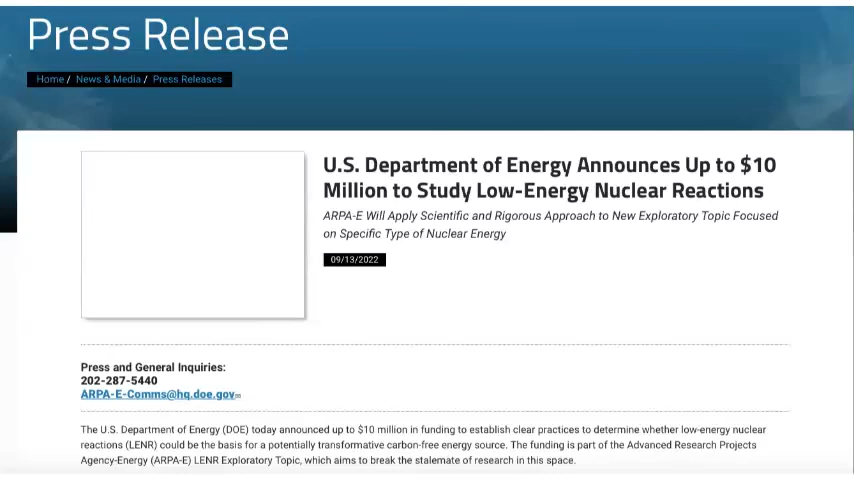 Press Release
Home / News & Media / Press Releases
U.S. Department of Energy Announces Up to $10
Million to Study Low-Energy Nuclear Reactions
ARPA-E Will Apply Scientific and Rigorous Approach to New Exploratory Topic Focused
on Specific Type of Nuclear Energy
09/13/2022
Press and General Inquiries:
202-287-5440
ARPA-E-Comms@hq.doe.gov
The U.S. Department of Energy (DOE) today announced up to $10 million in funding to establish clear practices to determine whether low-energy nuclear
reactions (LENR) could be the basis for a potentially transformative carbon-free energy source. The funding is part of the Advanced Research Projects
Agency-Energy (ARPA-E) LENR Exploratory Topic, which aims to break the stalemate of research in this space.